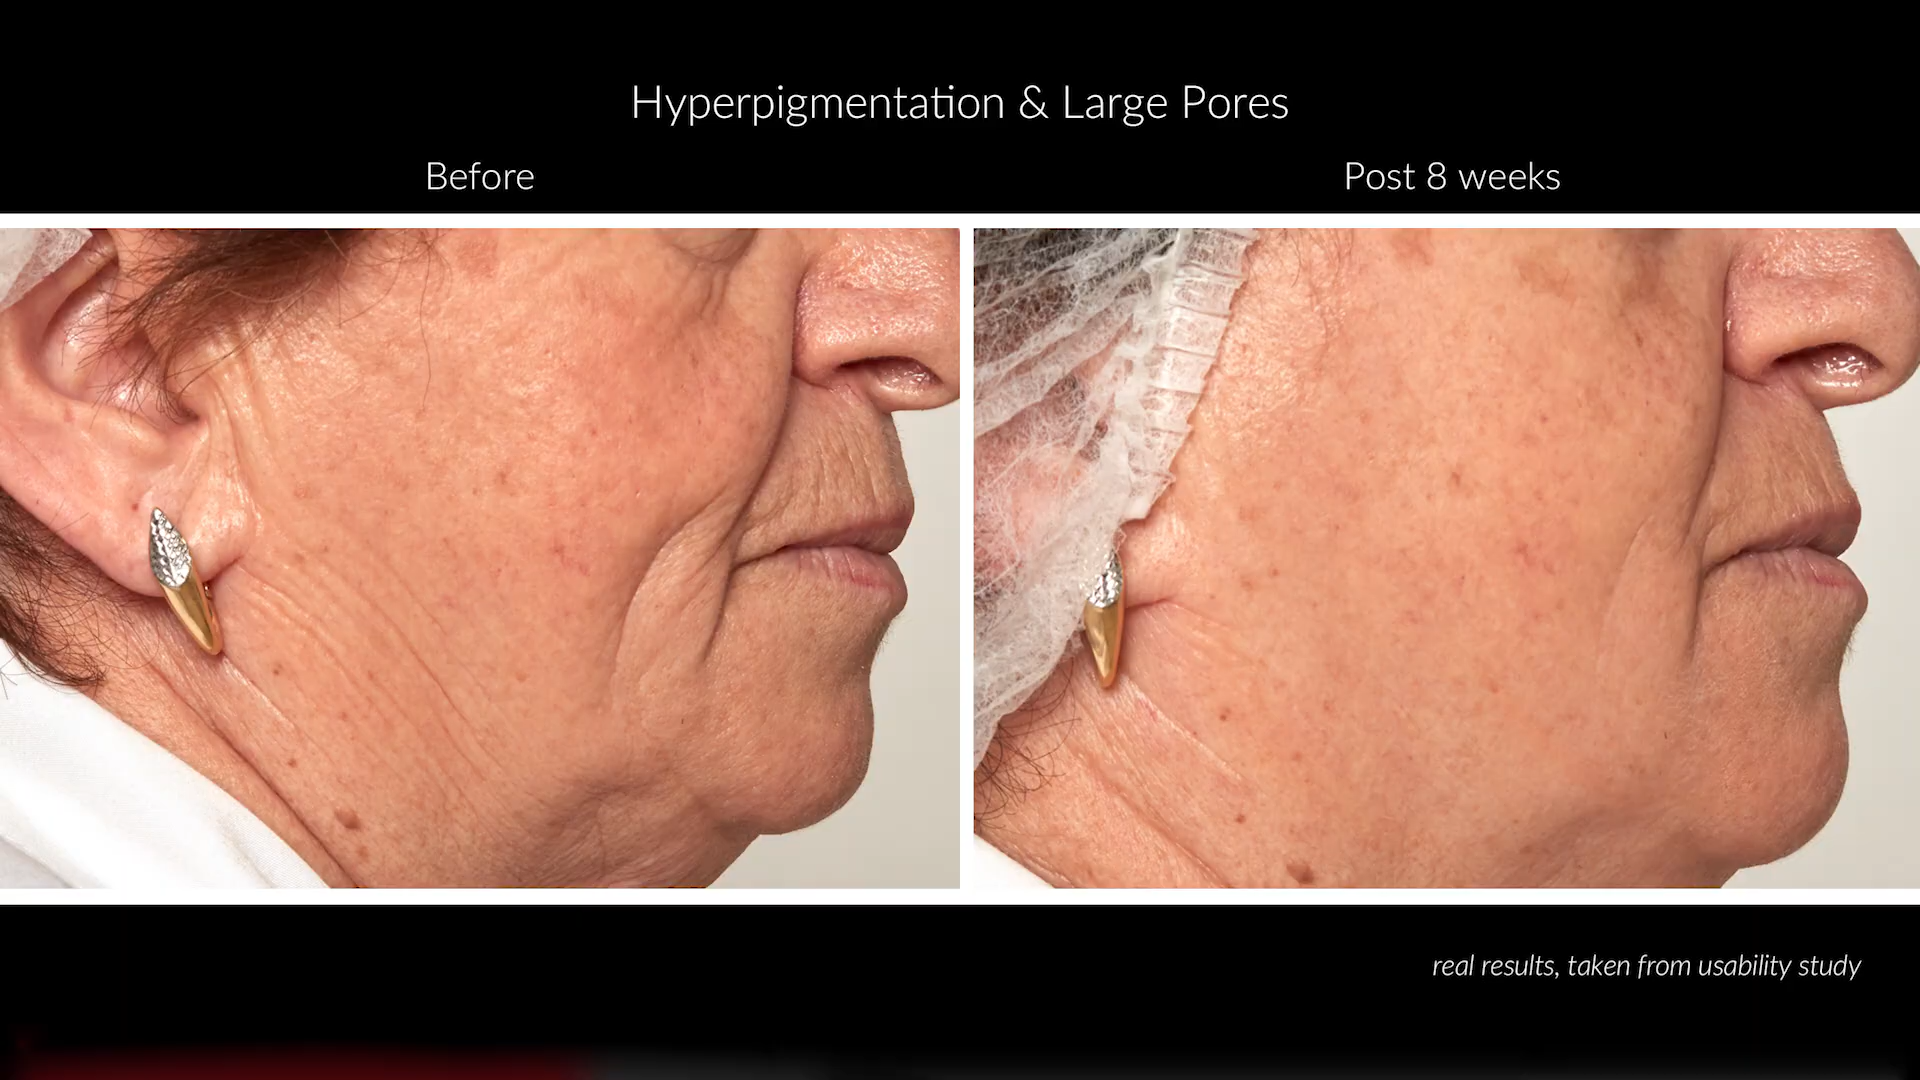 Hyperpigmentation & Large Pores
Before
Post 8 weeks
real results, taken from usability study